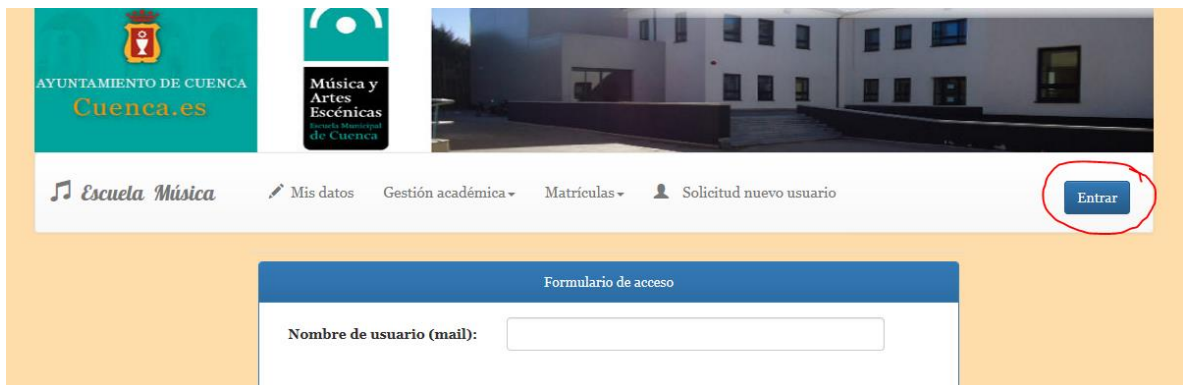 AYUNTAMIENTO DE CUENCA
Cuenca.es
Música y
Artes
Escénicas
Escuela Municipal
de Cuenca
Escuela Música
Mis datos
Gestión académica
Matrículas
Solicitud nuevo usuario
Entrar
Formulario de acceso
Nombre de usuario (mail):